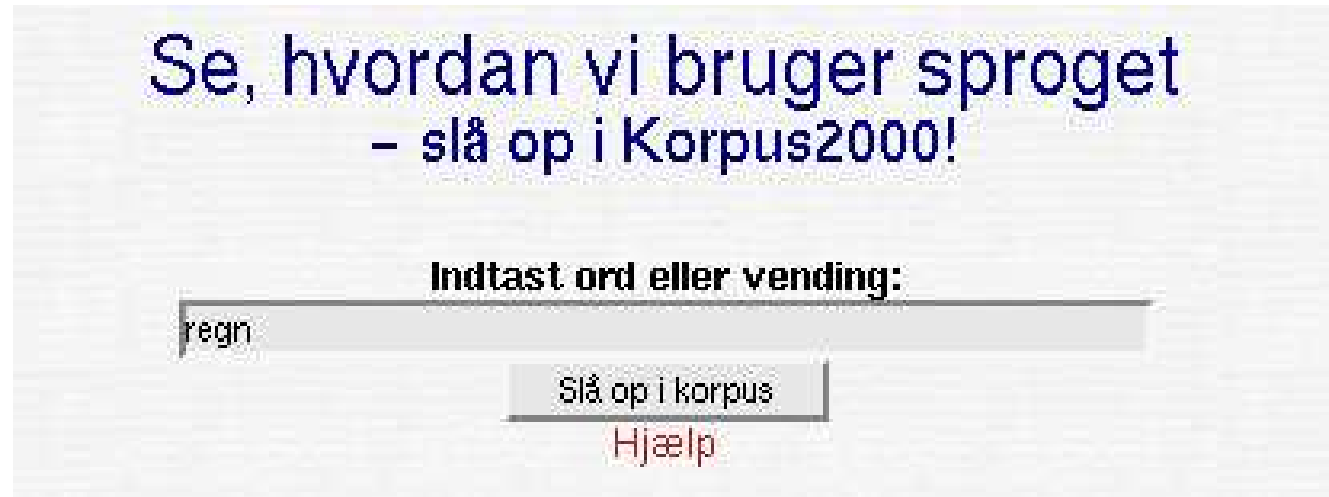 Se, hvordan vi bruger sproget
– slå op i Korpus2000!
Indtast ord eller vending:
regn
Slå op i korpus
Hjælp